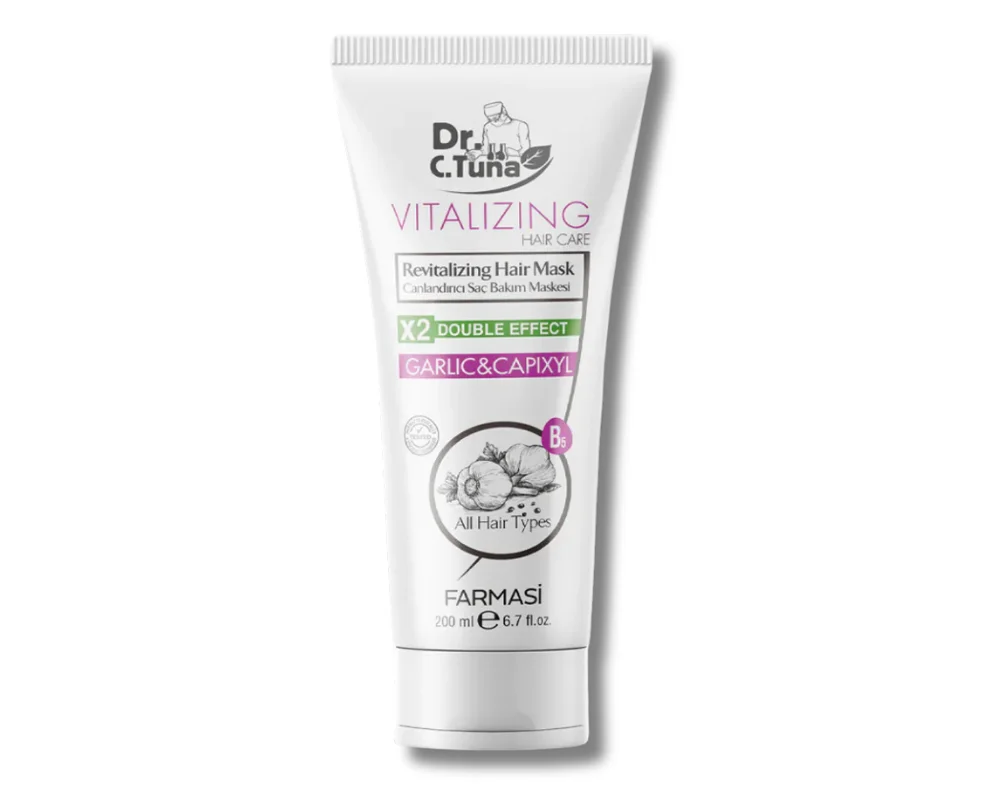 Dr.
C.Tuna
VITALIZING
HAIR CARE
Revitalizing Hair Mask
Canlandırıcı Saç Bakım Maskesi
X2 DOUBLE EFFECT
GARLIC&CAPIXYL
B5
All Hair Types
FARMASİ
200 ml e 6.7 fl.oz.